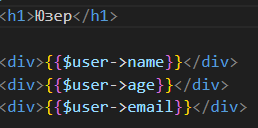 <h1>Юзер</h1>
<div>{{$user->name}}</div>
<div>{{$user->age}}</div>
<div>{{$user->email}}</div>